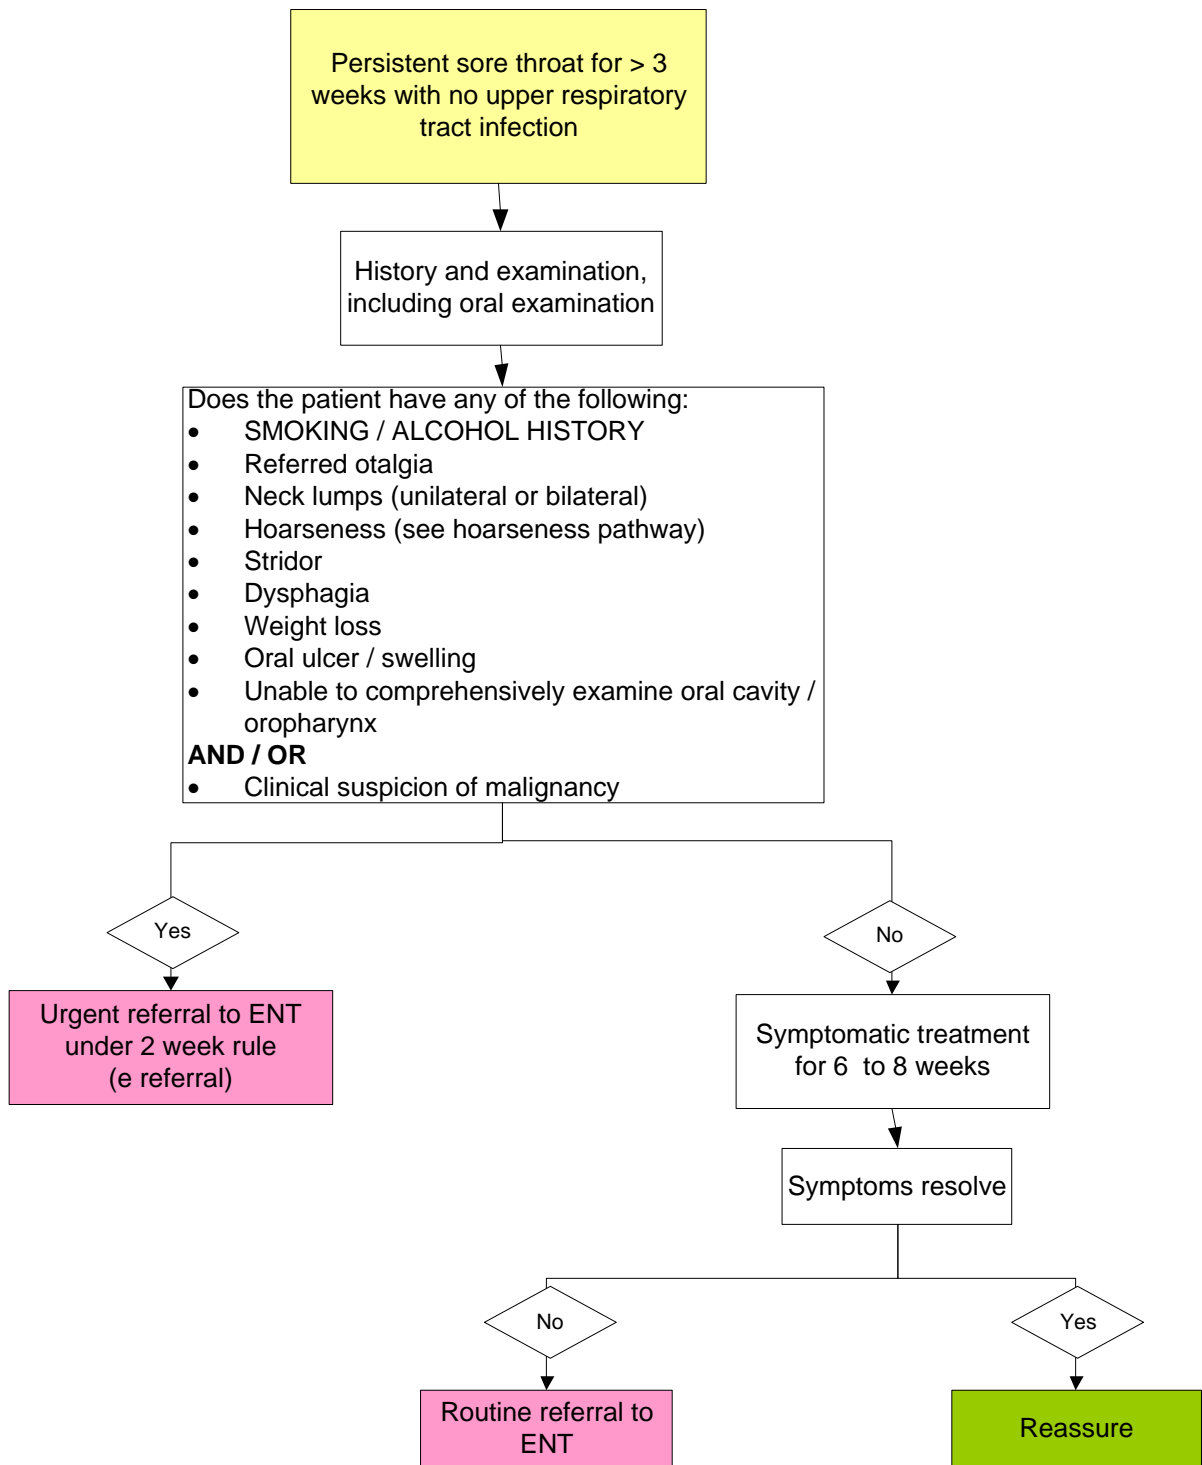 Persistent sore throat for > 3
weeks with no upper respiratory
tract infection
History and examination,
including oral examination
Does the patient have any of the following:
• SMOKING / ALCOHOL HISTORY
• Referred otalgia
• Neck lumps (unilateral or bilateral)
• Hoarseness (see hoarseness pathway)
• Stridor
• Dysphagia
• Weight loss
• Oral ulcer / swelling
• Unable to comprehensively examine oral cavity /
oropharynx
AND / OR
• Clinical suspicion of malignancy
Yes
No
Urgent referral to ENT
under 2 week rule
(e referral)
Symptomatic treatment
for 6 to 8 weeks
Symptoms resolve
No
Yes
Routine referral to
ENT
Reassure